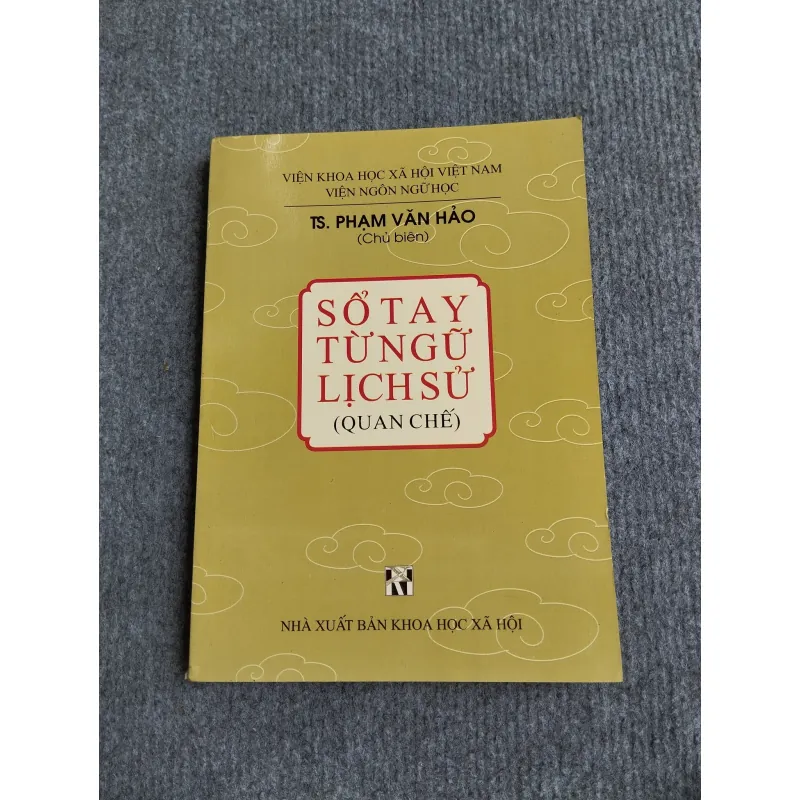 VIỆN KHOA HỌC XÃ HỘI VIỆT NAM
VIỆN NGÔN NGỮ HỌC
TS. PHẠM VĂN HẢO
(Chủ biên)
SỔ TAY
TỪ NGỮ
LỊCH SỬ
(QUAN CHẾ)
NHÀ XUẤT BẢN KHOA HỌC XÃ HỘI